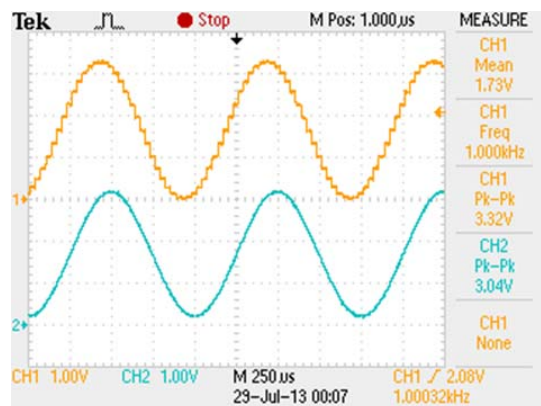 Tek Stop M Pos: 1.000us MEASURE
CH1
Mean
1.73V
CH1
Freq
1.000kHz
CH1
Pk-Pk
3.32V
CH2
Pk-Pk
3.04V
CH1
None
1
2
CH1 1.00V CH2 1.00V M 250us CH1 2.08V
29-Jul-13 00:07 1.00032kHz